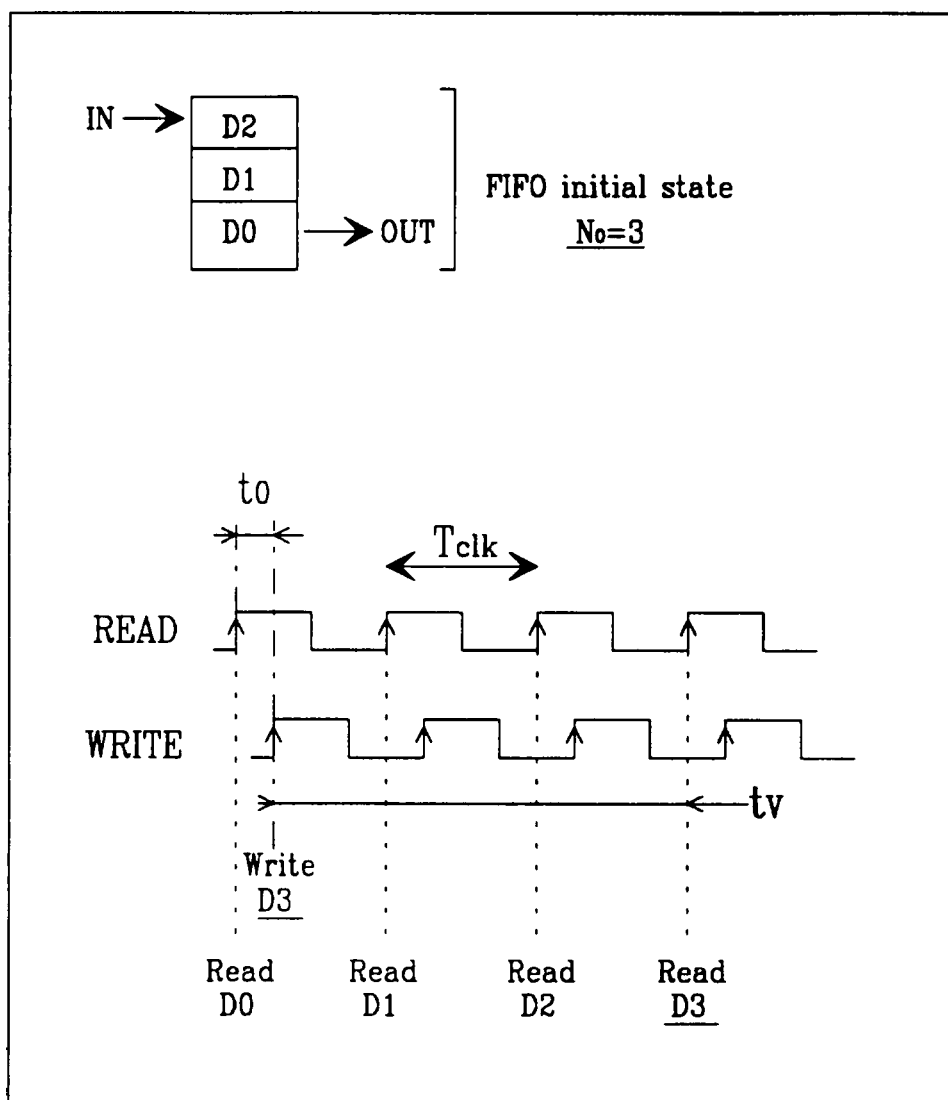 IN
D2
D1
D0
OUT
FIFO initial state
No=3
to
Tclk
READ
WRITE
tv
Write
D3
Read Read Read Read
D0 D1 D2 D3